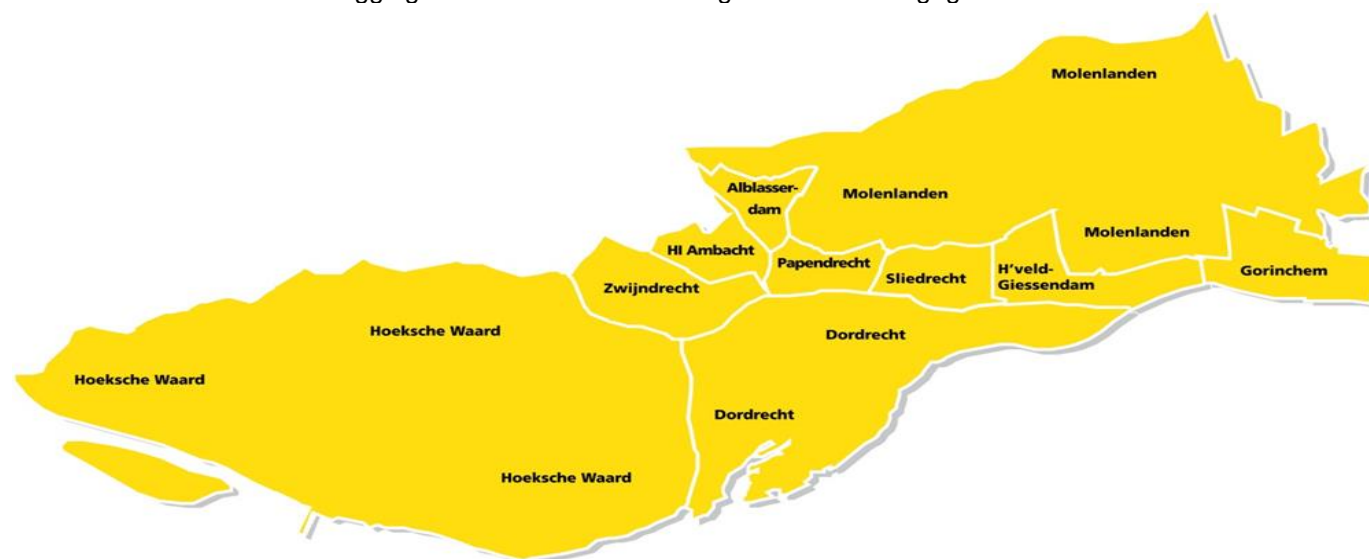 Molenlanden
Alblasser-
dam
Molenlanden
Molenlanden
Hl Ambacht
Papendrecht
Sliedrecht
H'veld-
Giessendam
Gorinchem
Zwijndrecht
Hoeksche Waard
Dordrecht
Hoeksche Waard
Dordrecht
Hoeksche Waard